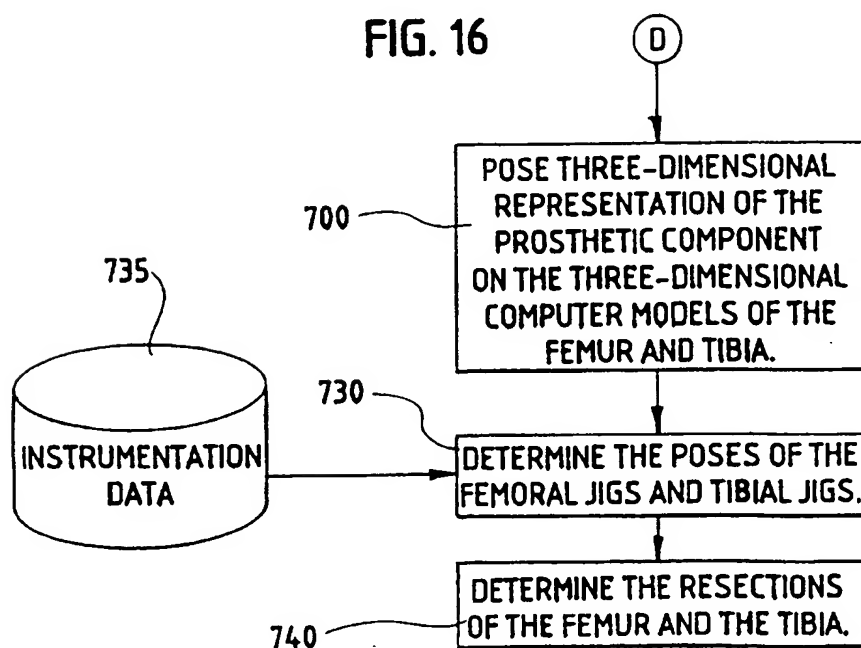 FIG. 16
D
700
POSE THREE-DIMENSIONAL
REPRESENTATION OF THE
PROSTHETIC COMPONENT
ON THE THREE-DIMENSIONAL
COMPUTER MODELS OF THE
FEMUR AND TIBIA.
735
INSTRUMENTATION
DATA
730
DETERMINE THE POSES OF THE
FEMORAL JIGS AND TIBIAL JIGS.
DETERMINE THE RESECTIONS
OF THE FEMUR AND THE TIBIA.
740